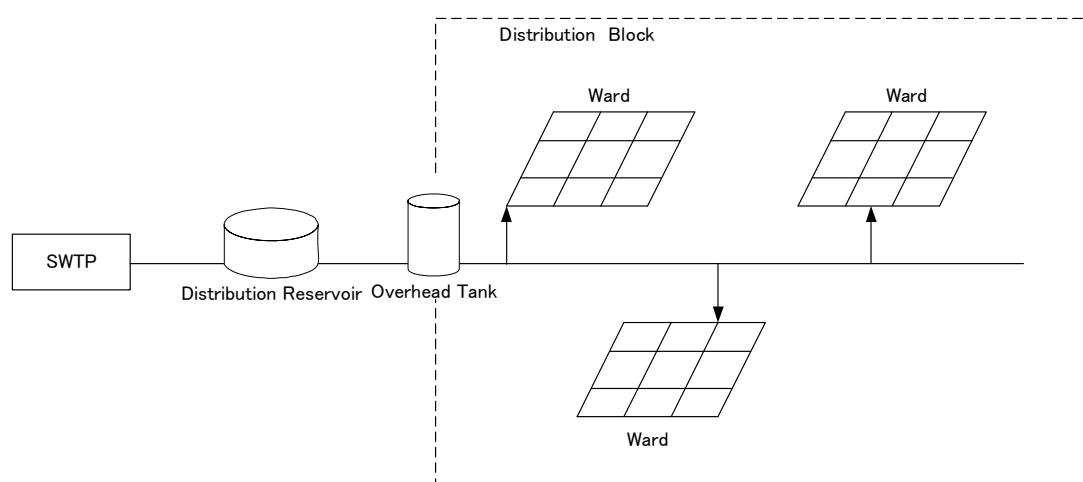 Distribution Block
Ward
Ward
SWTP
Distribution Reservoir
Overhead Tank
Ward